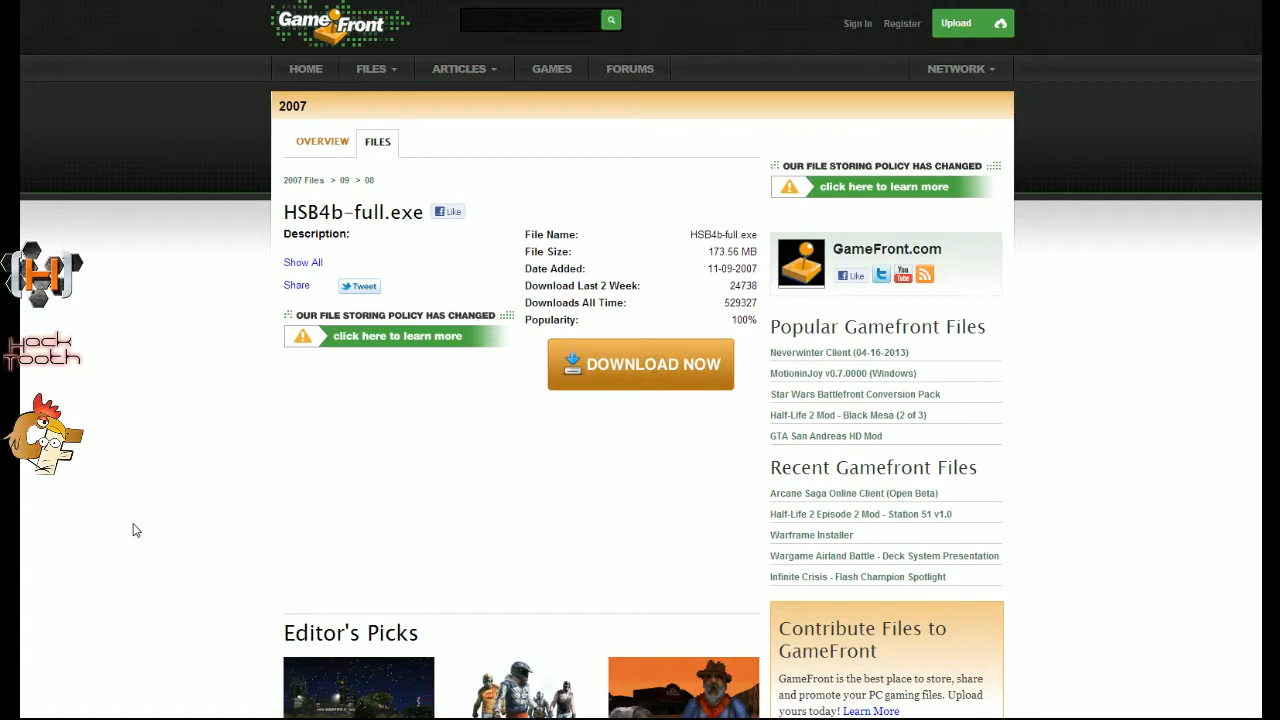 GameFront
Sign In Register Upload
HOME FILES ARTICLES GAMES FORUMS NETWORK
2007
OVERVIEW FILES
2007 Files > 09 > 08
HSB4b-full.exe Like
Description:
Show All
Share Tweet
OUR FILE STORING POLICY HAS CHANGED
click here to learn more
File Name: HSB4b-full.exe
File Size: 173.56 MB
Date Added: 11-09-2007
Download Last 2 Week: 24738
Downloads All Time: 529327
Popularity: 100%
DOWNLOAD NOW
Editor's Picks
OUR FILE STORING POLICY HAS CHANGED
click here to learn more
GameFront.com
Like You Tube
Popular Gamefront Files
Neverwinter Client (04-16-2013)
MotioninJoy v0.7.0000 (Windows)
Star Wars Battlefront Conversion Pack
Half-Life 2 Mod - Black Mesa (2 of 3)
GTA San Andreas HD Mod
Recent Gamefront Files
Arcane Saga Online Client (Open Beta)
Half-Life 2 Episode 2 Mod - Station 51 v1.0
Warframe Installer
Wargame Airland Battle - Deck System Presentation
Infinite Crisis - Flash Champion Spotlight
Contribute Files to
GameFront
GameFront is the best place to store, share
and promote your PC gaming files. Upload
yours today! Learn More
H
Hock
Tooth